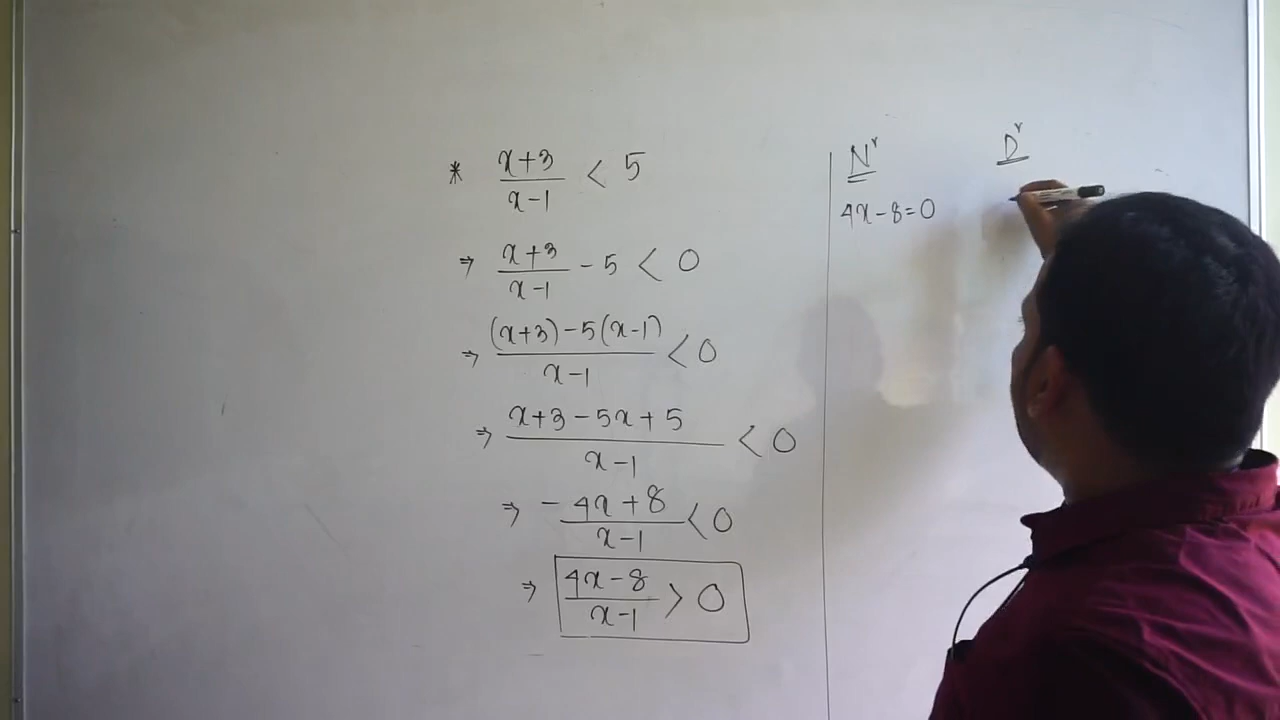 * x+3/x-1 < 5
⇒ x+3/x-1 - 5 < 0
⇒ (x+3)-5(x-1)/x-1 < 0
⇒ x+3-5x+5/x-1 < 0
⇒ -4x+8/x-1 < 0
⇒ 4x-8/x-1 > 0
Nʳ Dʳ
4x-8=0